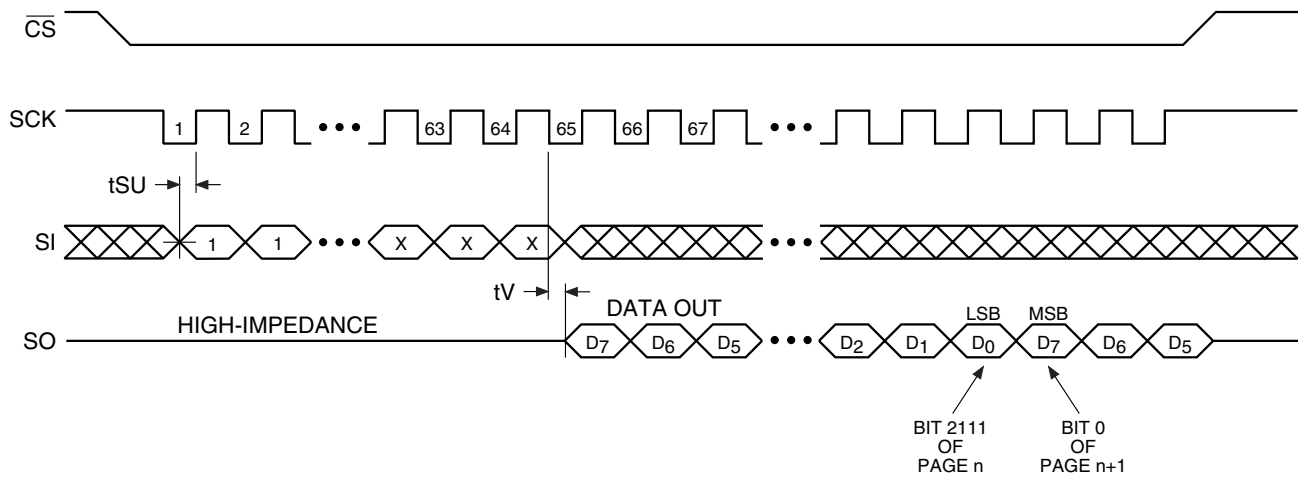 CS
SCK 1 2 63 64 65 66 67
tSU
SI 1 1 X X X
tV
DATA OUT
HIGH-IMPEDANCE
LSB MSB
SO D7 D6 D5 D2 D1 D0 D7 D6 D5
BIT 2111
OF
PAGE n
BIT 0
OF
PAGE n+1